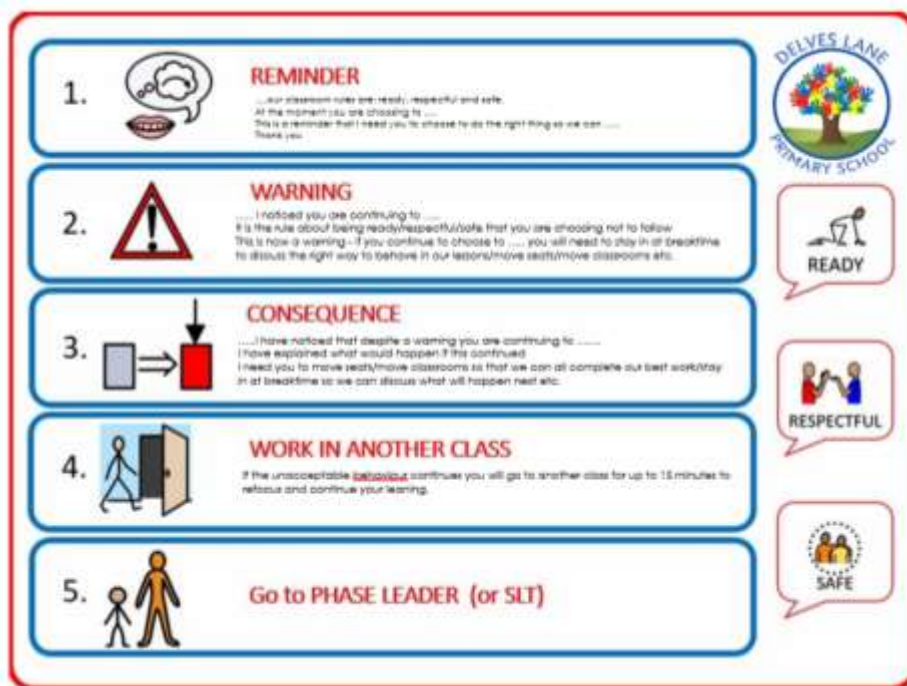 1.
REMINDER
.....our classroom rules are: ready, respectful and safe.
At the moment you are choosing to .....
This is a reminder that I need you to choose to do the right thing so we can .....
Thank you
2.
WARNING
..... I noticed you are continuing to .....
It is the rule about being ready/respectful/safe that you are choosing not to follow
This is now a warning - if you continue to choose to ..... you will need to stay in at breaktime
to discuss the right way to behave in our lessons/move seats/move classrooms etc.
3.
CONSEQUENCE
.....I have noticed that despite a warning you are continuing to .......
I have explained what would happen if this continued
I need you to move seats/move classrooms so that we can all complete our best work/stay
in at breaktime so we can discuss what will happen next etc.
4.
WORK IN ANOTHER CLASS
If the unacceptable behaviour continues you will go to another class for up to 15 minutes to
refocus and continue your learning.
5.
Go to PHASE LEADER (or SLT)
DELVES LANE
PRIMARY SCHOOL
READY
RESPECTFUL
SAFE